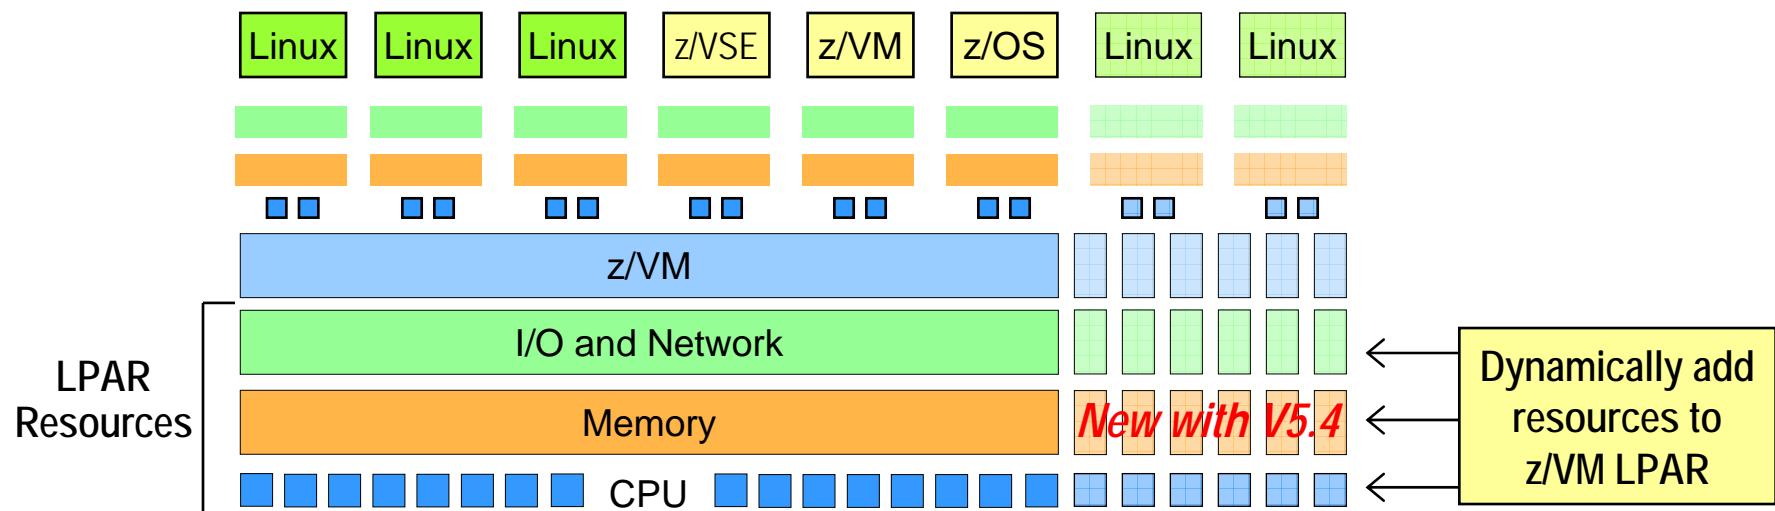 Linux Linux Linux z/VSE z/VM z/OS Linux Linux
z/VM
I/O and Network
LPAR
Resources
Memory
New with V5.4
CPU
Dynamically add
resources to
z/VM LPAR